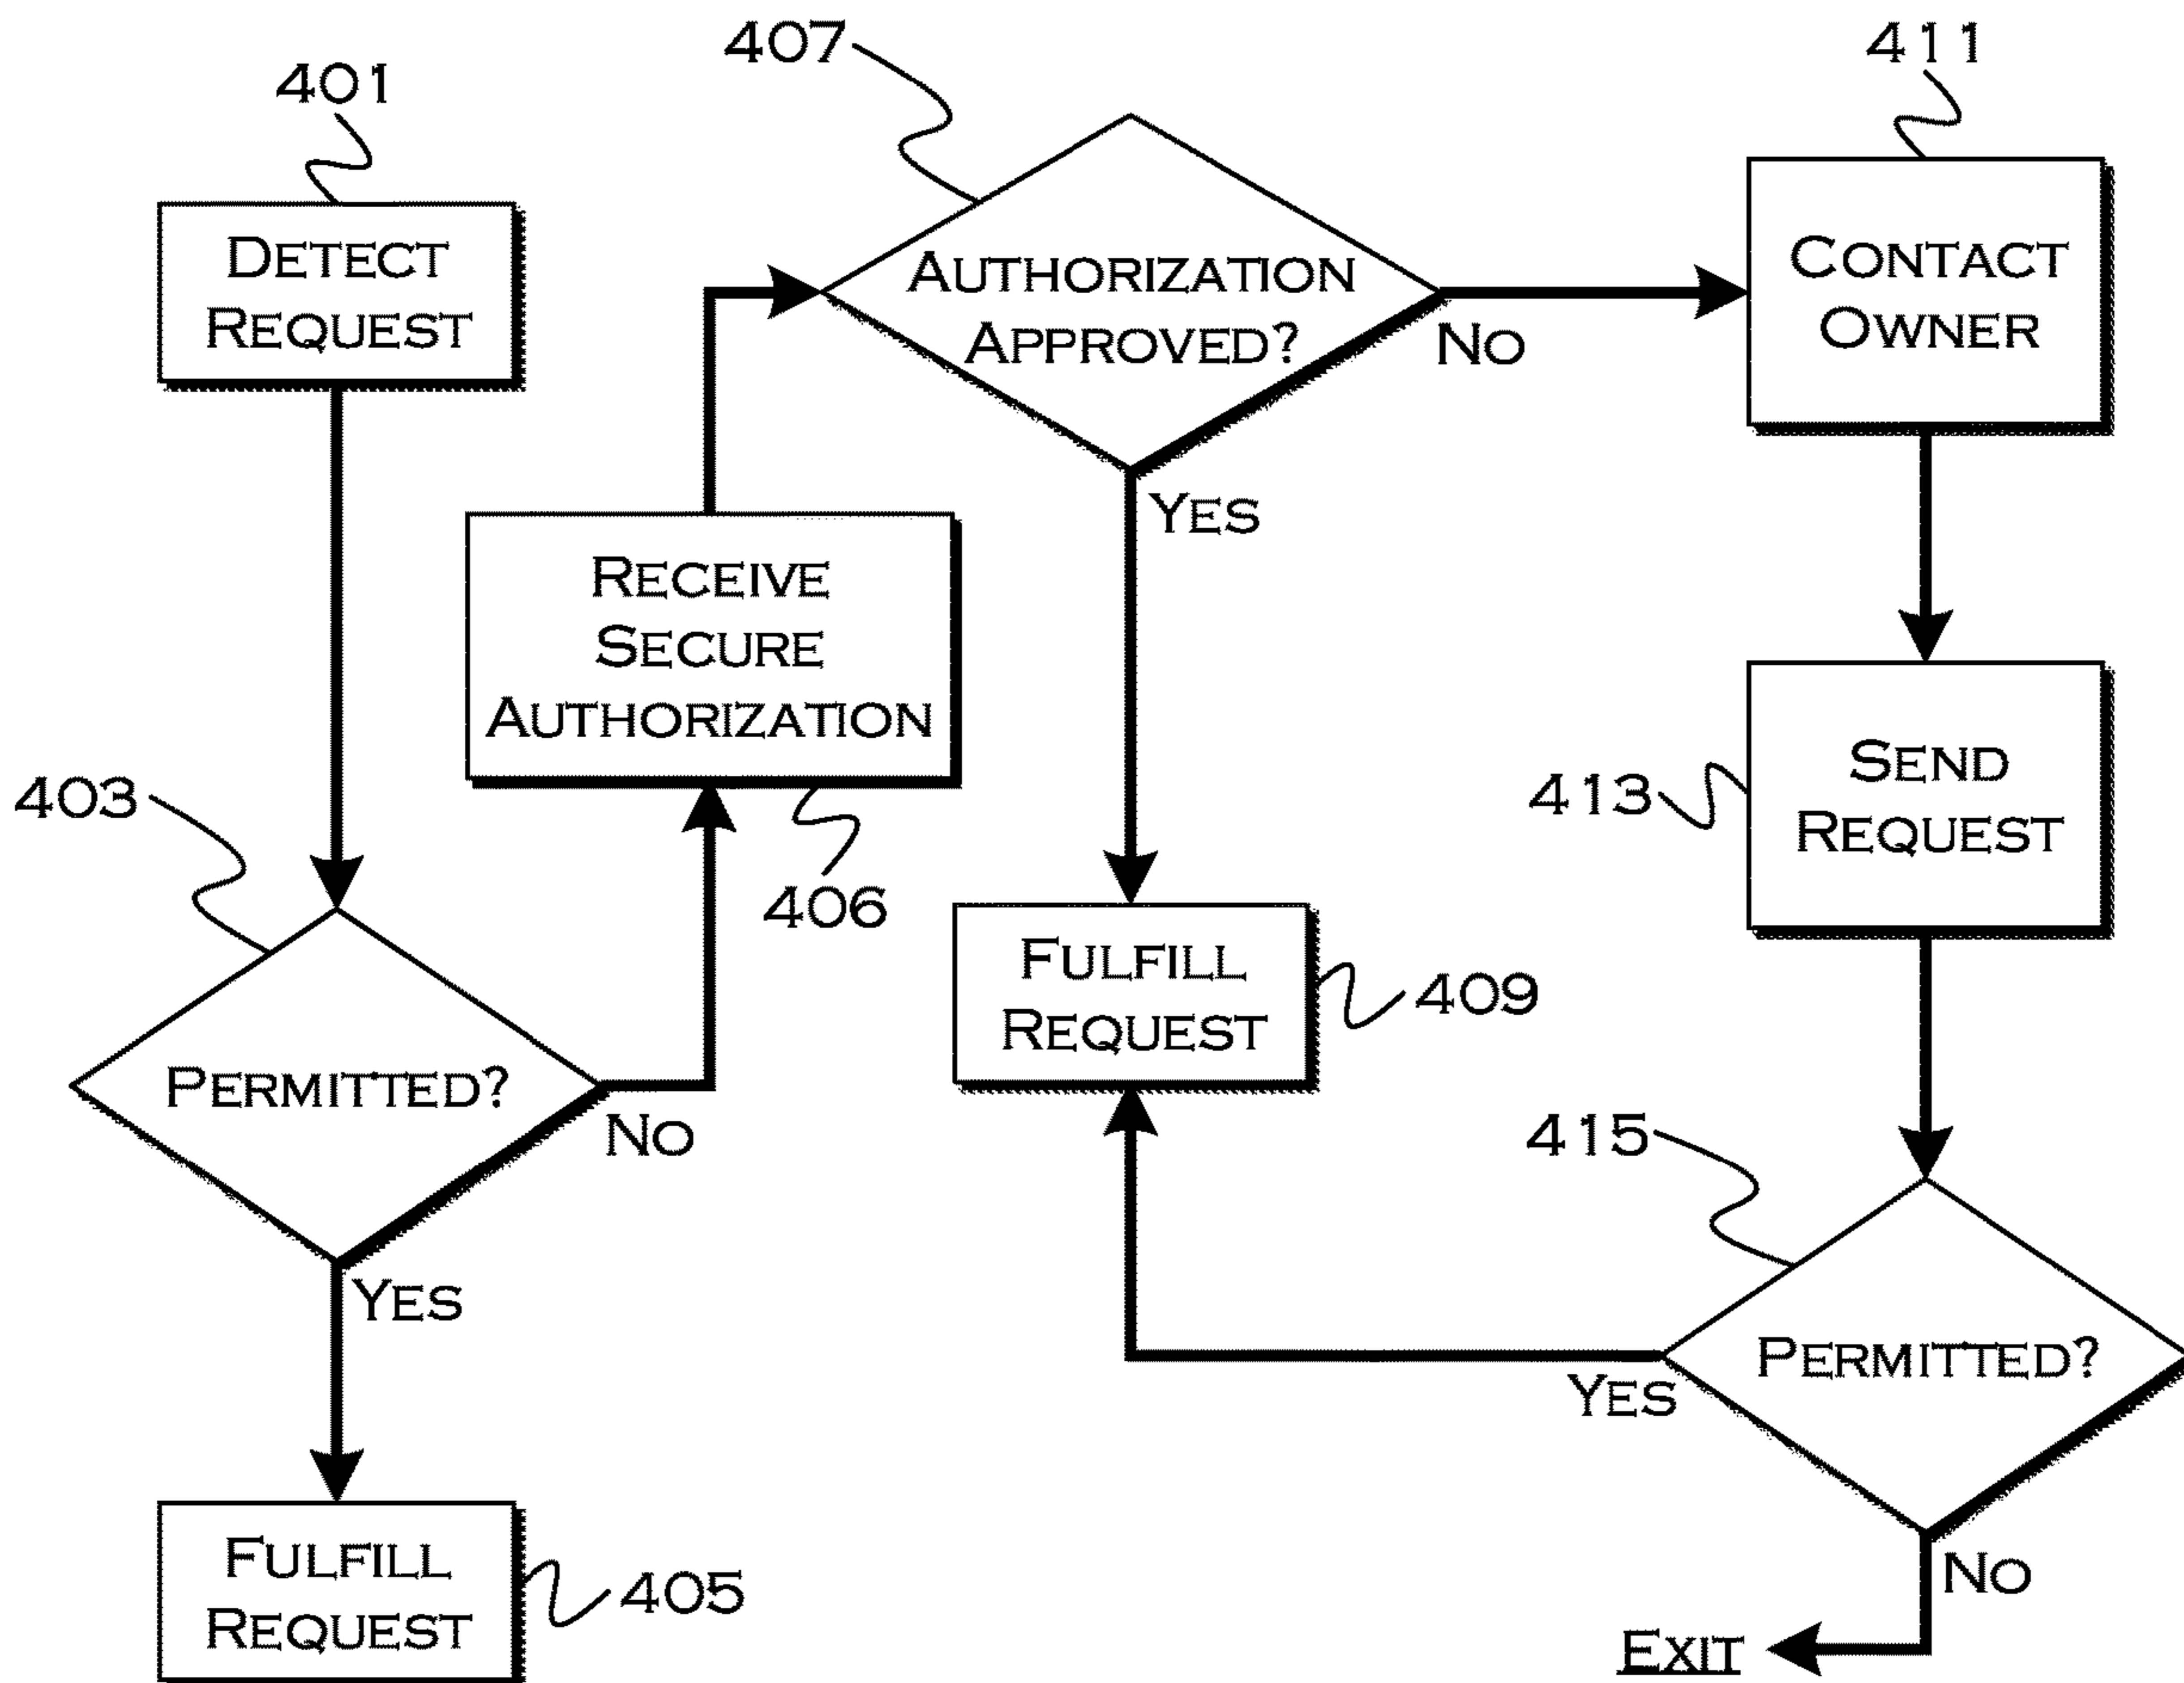 401
DETECT
REQUEST
403
PERMITTED?
NO
YES
FULFILL
REQUEST
405
RECEIVE
SECURE
AUTHORIZATION
406
407
AUTHORIZATION
APPROVED?
NO
YES
FULFILL
REQUEST
409
411
CONTACT
OWNER
413
SEND
REQUEST
415
PERMITTED?
YES
NO
EXIT